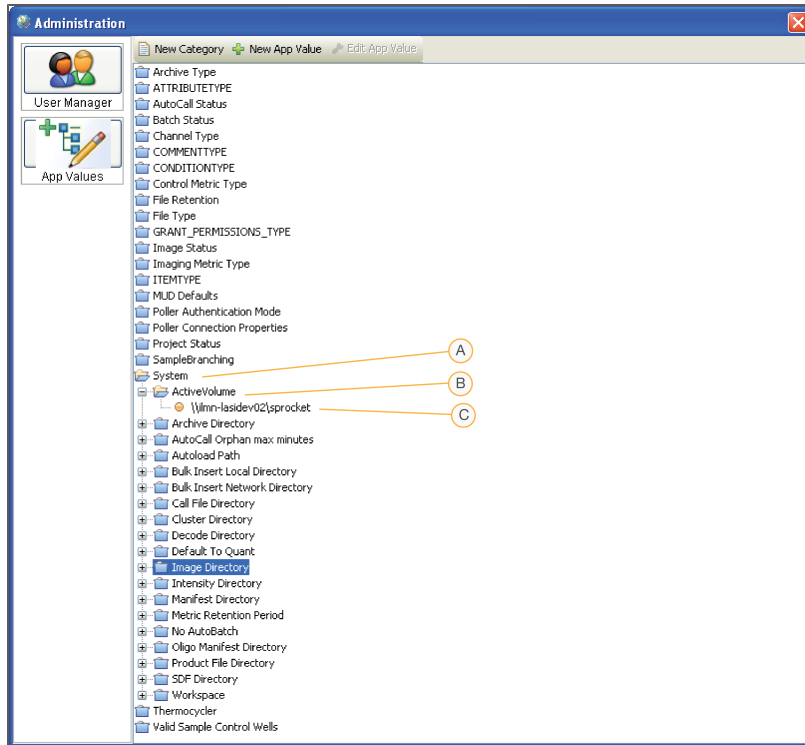 Administration
User Manager
App Values
New Category New App Value Edit App Value
Archive Type
ATTRIBUTETYPE
AutoCall Status
Batch Status
Channel Type
COMMENTTYPE
CONDITIONTYPE
Control Metric Type
File Retention
File Type
GRANT_PERMISSIONS_TYPE
Image Status
Imaging Metric Type
ITEMTYPE
MUD Defaults
Poller Authentication Mode
Poller Connection Properties
Project Status
SampleBranching
System
A
ActiveVolume
B
\\ilmn-lasidev02\sprocket
C
Archive Directory
AutoCall Orphan max minutes
Autoload Path
Bulk Insert Local Directory
Bulk Insert Network Directory
Call File Directory
Cluster Directory
Decode Directory
Default To Quant
Image Directory
Intensity Directory
Manifest Directory
Metric Retention Period
No AutoBatch
Oligo Manifest Directory
Product File Directory
SDF Directory
Workspace
Thermocycler
Valid Sample Control Wells